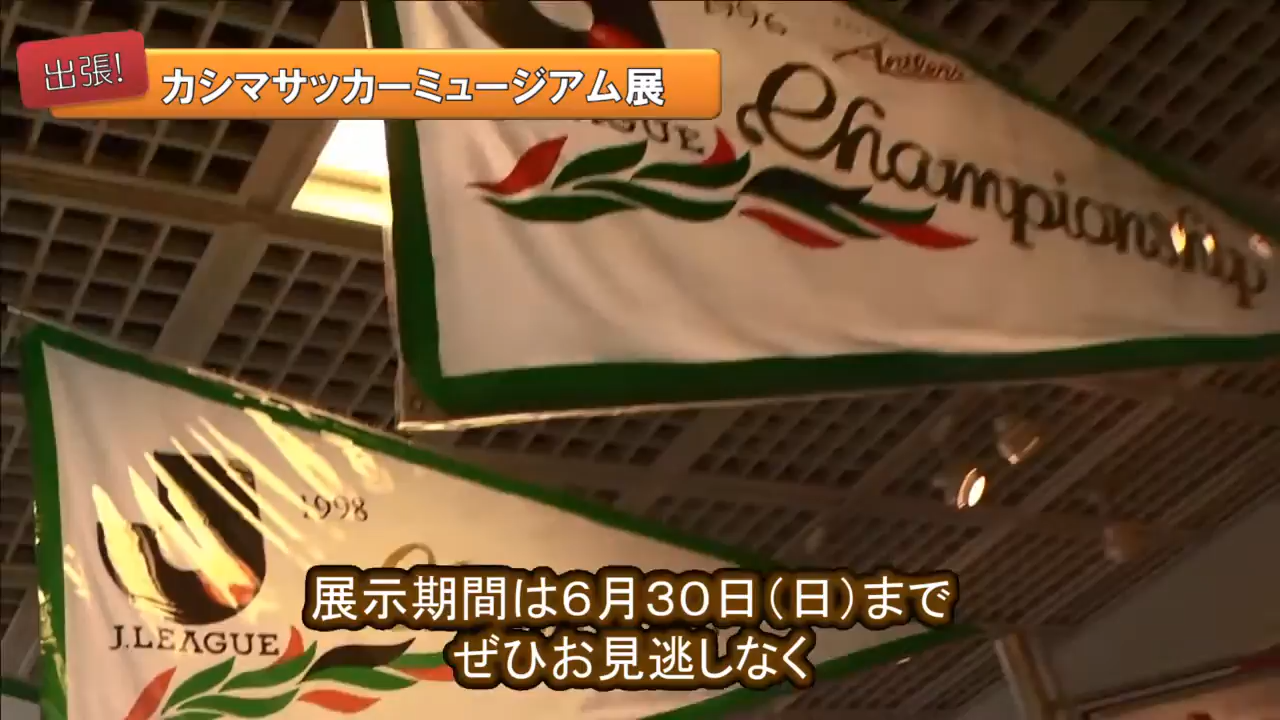 出張!
カシマサッカーミュージアム展
1996
Antlers
Championship
1998
J.LEAGUE
展示期間は6月30日(日)まで
ぜひお見逃しなく